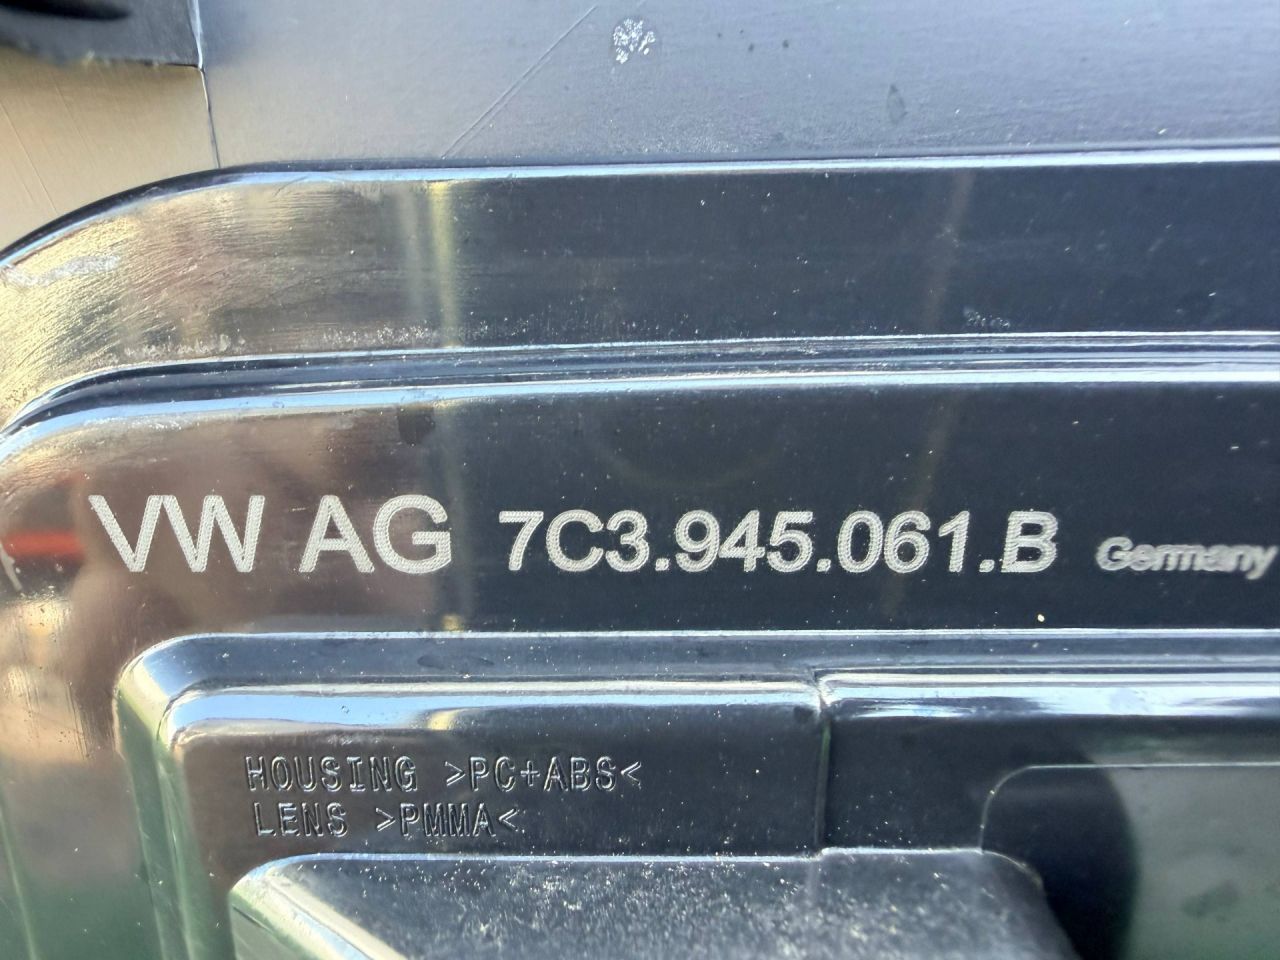 VW AG 7C3.945.061.B Germany
HOUSING >PC+ABS<
LENS >PMMA<